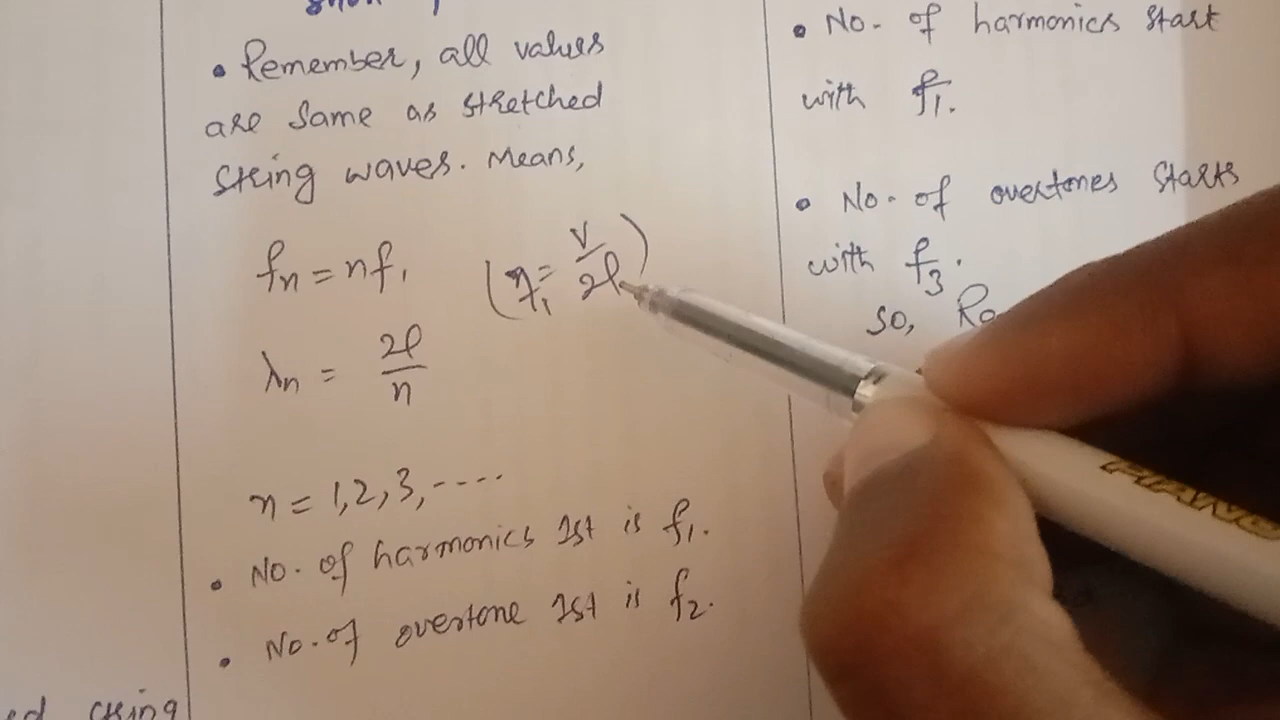 • Remember, all values
are same as stretched
string waves. Means,
fn = nf1 (f1 = V/2l)
λn = 2l/n
n = 1,2,3,----
• No. of harmonics 1st is f1.
• No. of overtone 1st is f2.
string
• No. of harmonics start
with f1.
• No. of overtones starts
with f3.
so,
PIANO